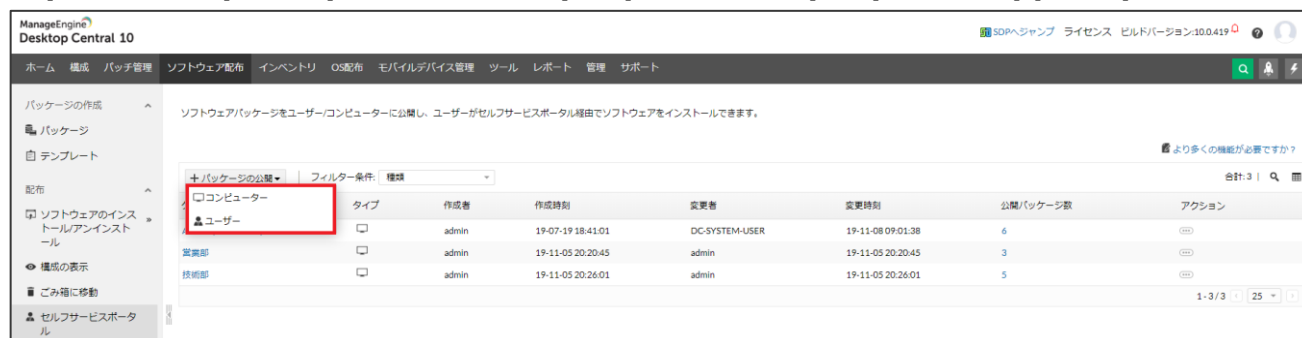 ManageEngine
Desktop Central 10
SDPへジャンプ ライセンス ビルドバージョン:10.0.419
ホーム 構成 パッチ管理 ソフトウェア配布 インベントリ OS配布 モバイルデバイス管理 ツール レポート 管理 サポート
パッケージの作成
パッケージ
テンプレート
配布
ソフトウェアのインス
トール/アンインスト
ール
構成の表示
ごみ箱に移動
セルフサービスポータ
ル
ソフトウェアパッケージをユーザー/コンピューターに公開し、ユーザーがセルフサービスポータル経由でソフトウェアをインストールできます。
より多くの機能が必要ですか?
+ パッケージの公開 フィルター条件: 種類 合計: 3
コンピューター
ユーザー
タイプ 作成者 作成時刻 変更者 変更時刻 公開パッケージ数 アクション
admin 19-07-19 18:41:01 DC-SYSTEM-USER 19-11-08 09:01:38 6
営業部 admin 19-11-05 20:20:45 admin 19-11-05 20:20:45 3
技術部 admin 19-11-05 20:26:01 admin 19-11-05 20:26:01 5
1 - 3 / 3 25